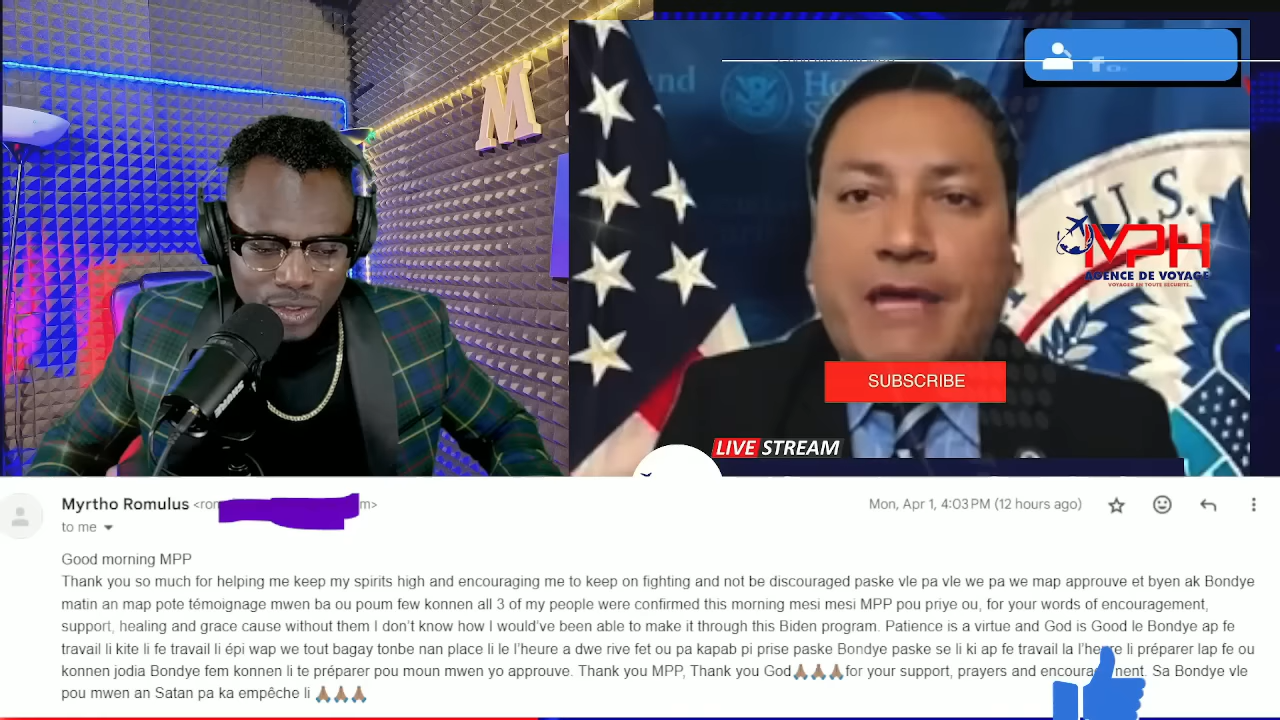 M
U.S.
MPH
AGENCE DE VOYAGE
VOYAGER EN TOUTE SECURITE..
SUBSCRIBE
LIVE STREAM
Myrtho Romulus <ror m>
Mon, Apr 1, 4:03 PM (12 hours ago)
to me
Good morning MPP
Thank you so much for helping me keep my spirits high and encouraging me to keep on fighting and not be discouraged paske vle pa vle we pa we map approuve et byen ak Bondye
matin an map pote témoignage mwen ba ou poum few konnen all 3 of my people were confirmed this morning mesi mesi MPP pou priye ou, for your words of encouragement,
support, healing and grace cause without them I don't know how I would've been able to make it through this Biden program. Patience is a virtue and God is Good le Bondye ap fe
travail li kite li fe travail li épi wap we tout bagay tonbe nan place li le l'heure a dwe rive fet ou pa kapab pi prise paske Bondye paske se li ki ap fe travail la l'heure li préparer lap fe ou
konnen jodia Bondye fem konnen li te préparer pou moun mwen yo approuve. Thank you MPP, Thank you God🙏🏽🙏🏽🙏🏽for your support, prayers and encouragement. Sa Bondye vle
pou mwen an Satan pa ka empêche li 🙏🏽🙏🏽🙏🏽